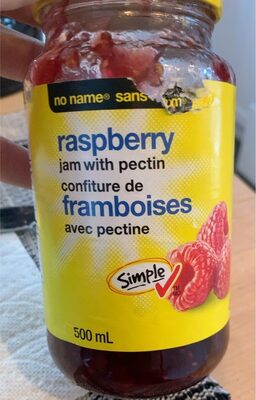 no name® sans
raspberry
jam with pectin
confiture de
framboises
avec pectine
Simple
500 mL